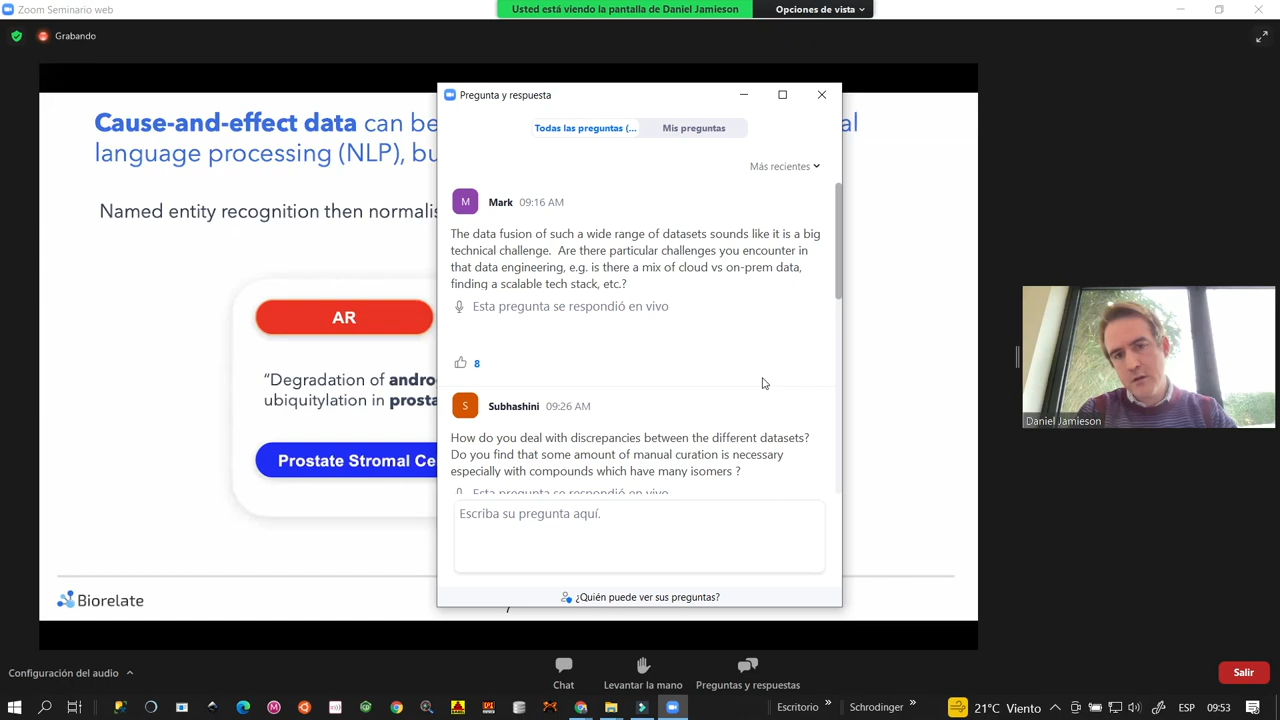 Zoom Seminario web
Usted está viendo la pantalla de Daniel Jamieson
Opciones de vista
Grabando
Cause-and-effect data can be
al
language processing (NLP), bu
Named entity recognition then normalis
AR
“Degradation of andro
ubiquitylation in prosta
Prostate Stromal Ce
Biorelate
7
Pregunta y respuesta
Todas las preguntas (...
Mis preguntas
Más recientes
M
Mark 09:16 AM
The data fusion of such a wide range of datasets sounds like it is a big
technical challenge. Are there particular challenges you encounter in
that data engineering, e.g. is there a mix of cloud vs on-prem data,
finding a scalable tech stack, etc.?
Esta pregunta se respondió en vivo
8
S
Subhashini 09:26 AM
How do you deal with discrepancies between the different datasets?
Do you find that some amount of manual curation is necessary
especially with compounds which have many isomers ?
Esta pregunta se respondió en vivo
Escriba su pregunta aquí.
¿Quién puede ver sus preguntas?
Daniel Jamieson
Configuración del audio
Chat
Levantar la mano
Preguntas y respuestas
Salir
Escritorio
Schrodinger
21°C Viento
ESP
09:53